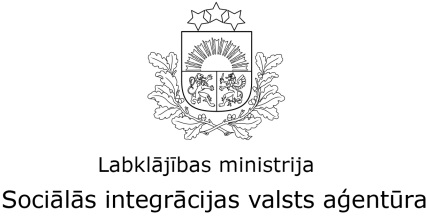 Labklājības ministrija
Sociālās integrācijas valsts aģentūra